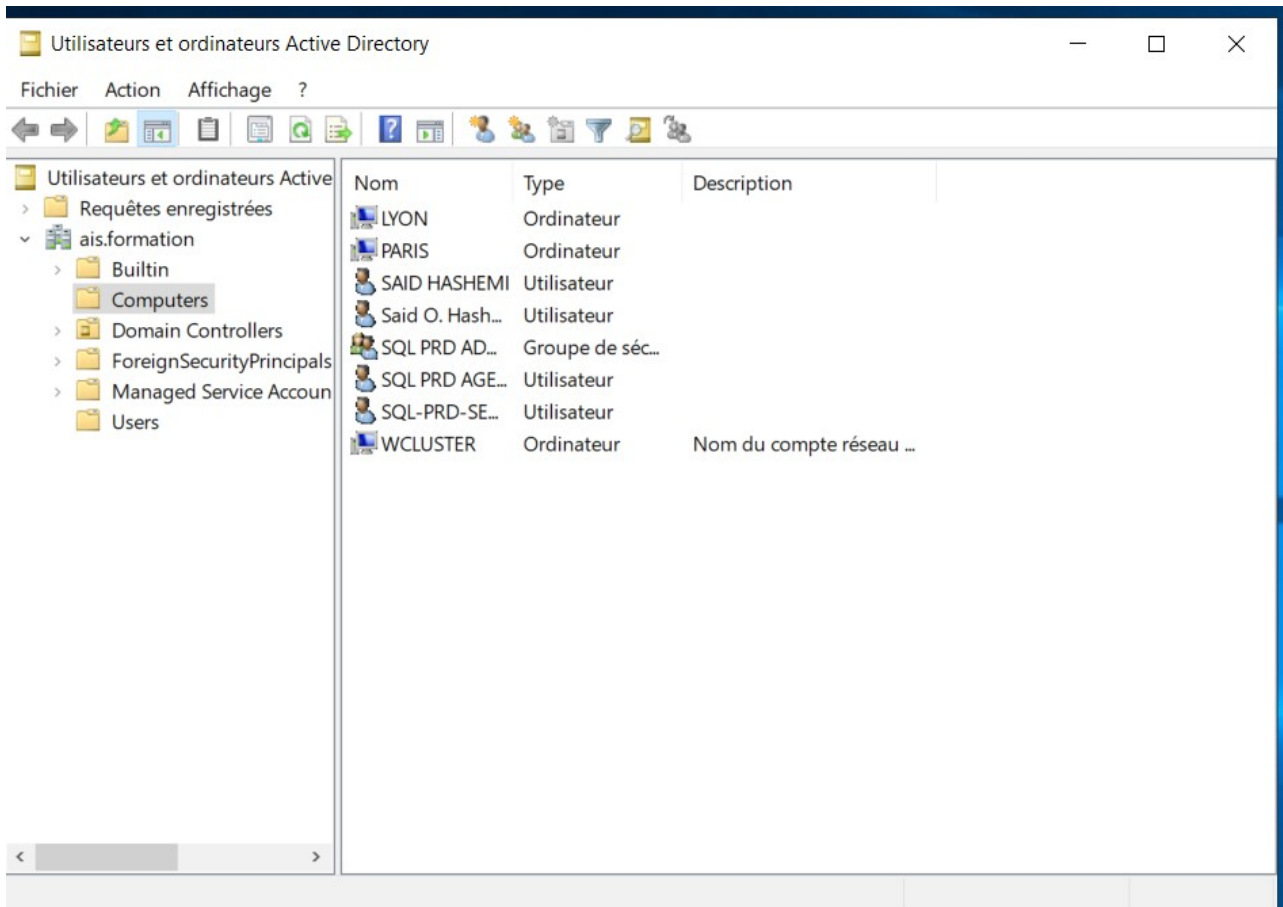 Utilisateurs et ordinateurs Active Directory
Fichier Action Affichage ?
Utilisateurs et ordinateurs Active
Requêtes enregistrées
ais.formation
Builtin
Computers
Domain Controllers
ForeignSecurityPrincipals
Managed Service Accoun
Users
Nom Type Description
LYON Ordinateur
PARIS Ordinateur
SAID HASHEMI Utilisateur
Said O. Hash... Utilisateur
SQL PRD AD... Groupe de séc...
SQL PRD AGE... Utilisateur
SQL-PRD-SE... Utilisateur
WCLUSTER Ordinateur Nom du compte réseau ...